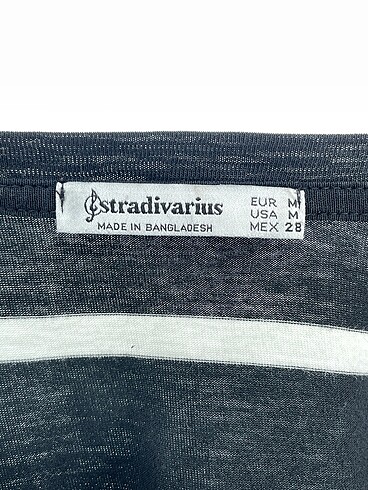 stradivarius
MADE IN BANGLADESH
EUR M
USA M
MEX 28